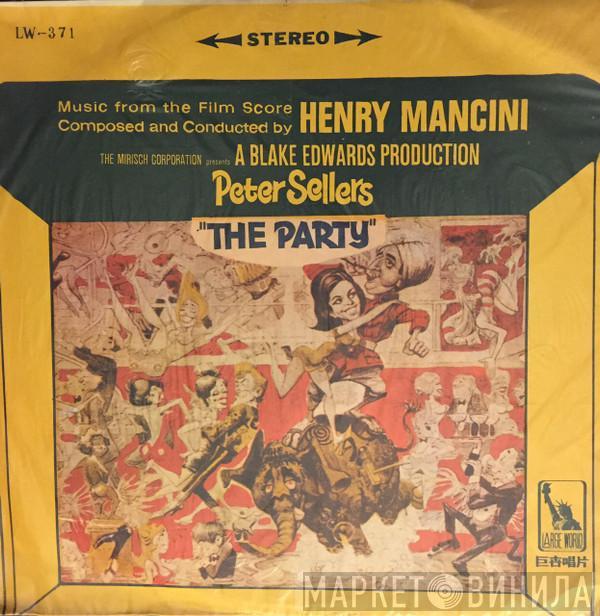 LW-371
STEREO
Music from the Film Score
Composed and Conducted by HENRY MANCINI
THE MIRISCH CORPORATION presents A BLAKE EDWARDS PRODUCTION
Peter Sellers
"THE PARTY"
LARGE WORLD
巨杏唱片
МАРКЕТ ВИНИЛА